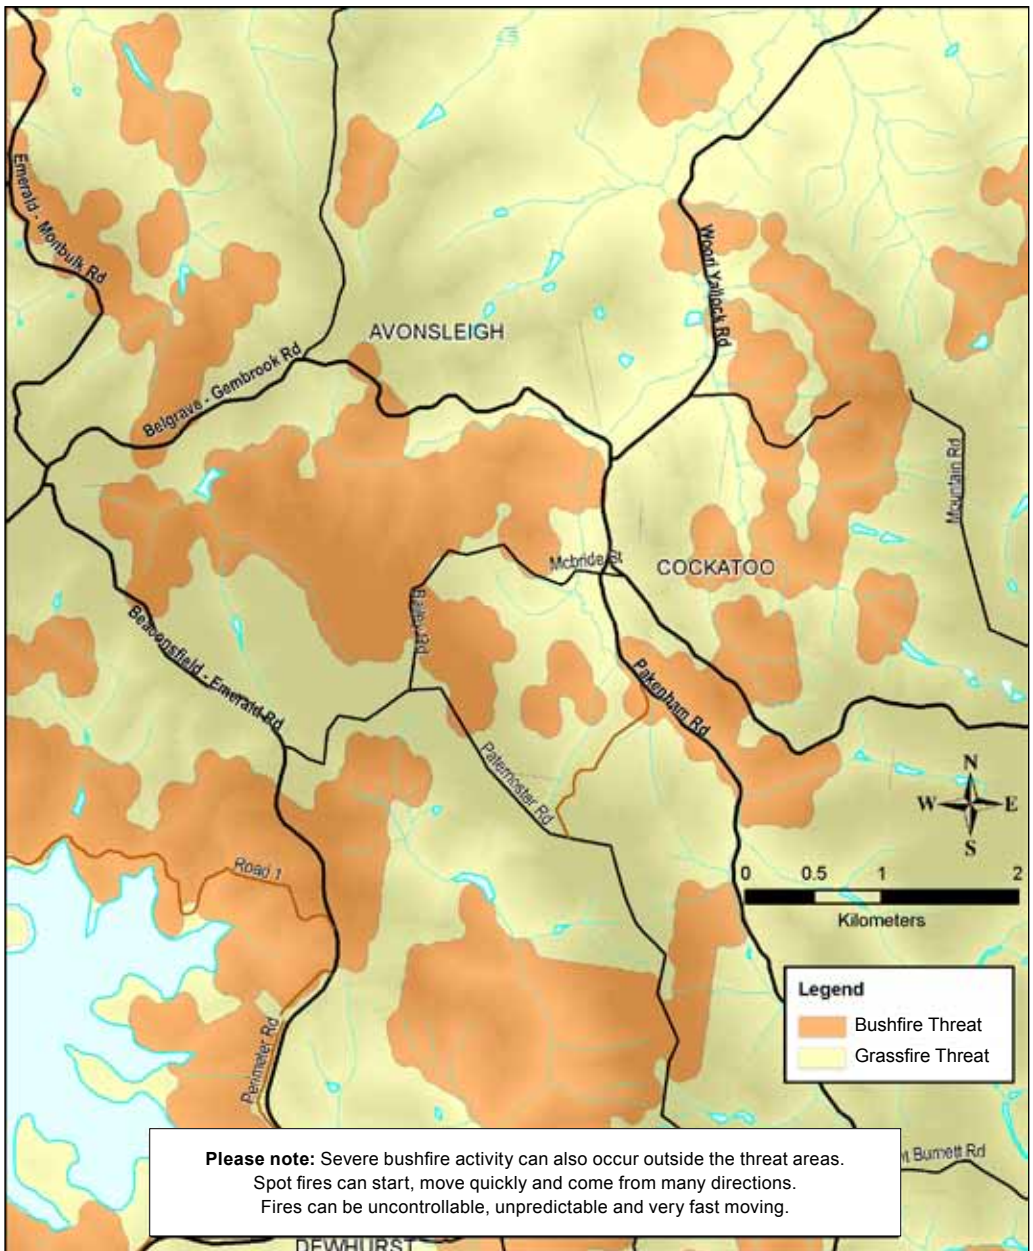 Emerald - Monbulk Rd
Woori Yallock Rd
AVONSLEIGH
Belgrave - Gembrook Rd
Mountain Rd
Mcbride St
COCKATOO
Bailey Rd
Beaconsfield - Emerald Rd
Pakenham Rd
Paternoster Rd
N
W E
S
Road 1
0 0.5 1 2
Kilometers
Legend
Bushfire Threat
Grassfire Threat
Perimeter Rd
Please note: Severe bushfire activity can also occur outside the threat areas.
Spot fires can start, move quickly and come from many directions.
Fires can be uncontrollable, unpredictable and very fast moving.
Burnett Rd
DEWHURST